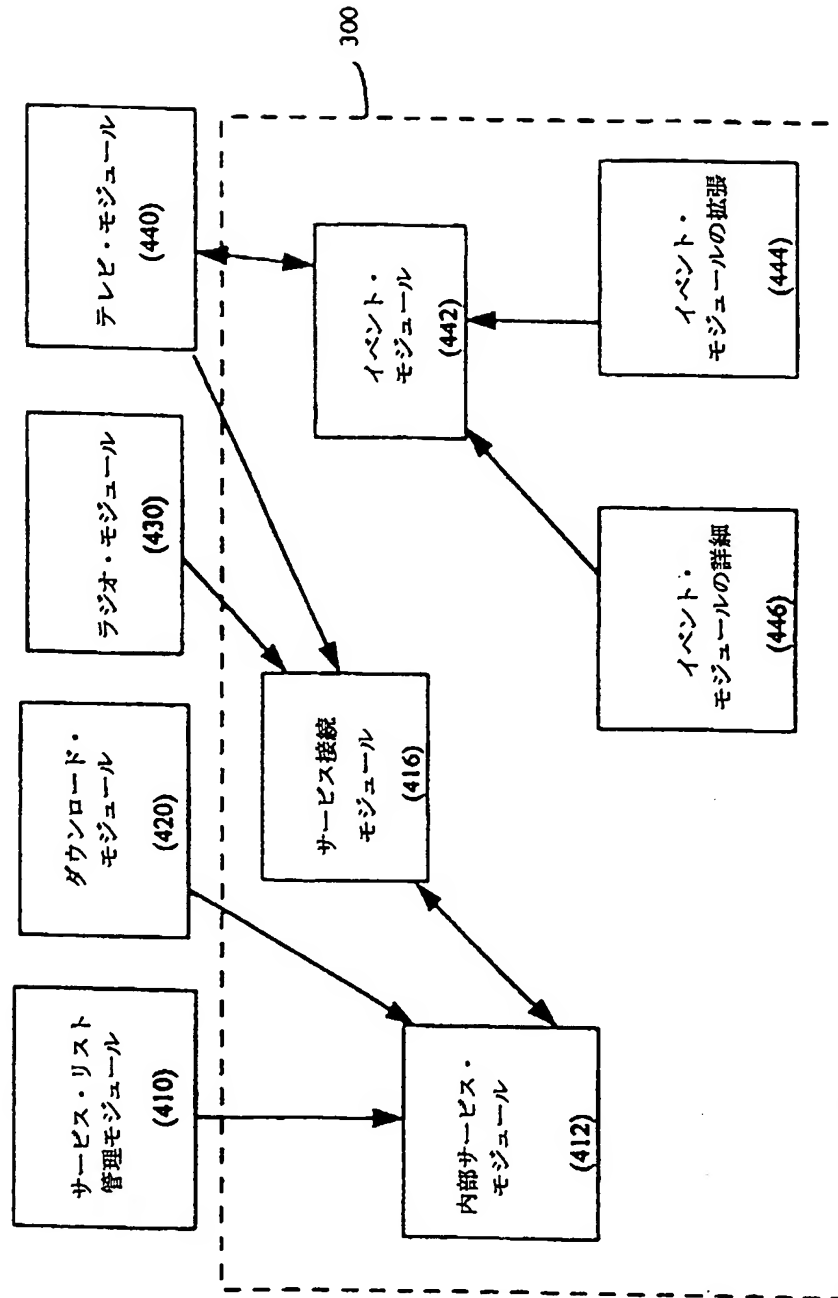 サービス・リスト
管理モジュール
(410)
ダウンロード・
モジュール
(420)
ラジオ・モジュール
(430)
テレビ・モジュール
(440)
300
内部サービス・
モジュール
(412)
サービス接続
モジュール
(416)
イベント・
モジュール
(442)
イベント・
モジュールの詳細
(446)
イベント・
モジュールの拡張
(444)